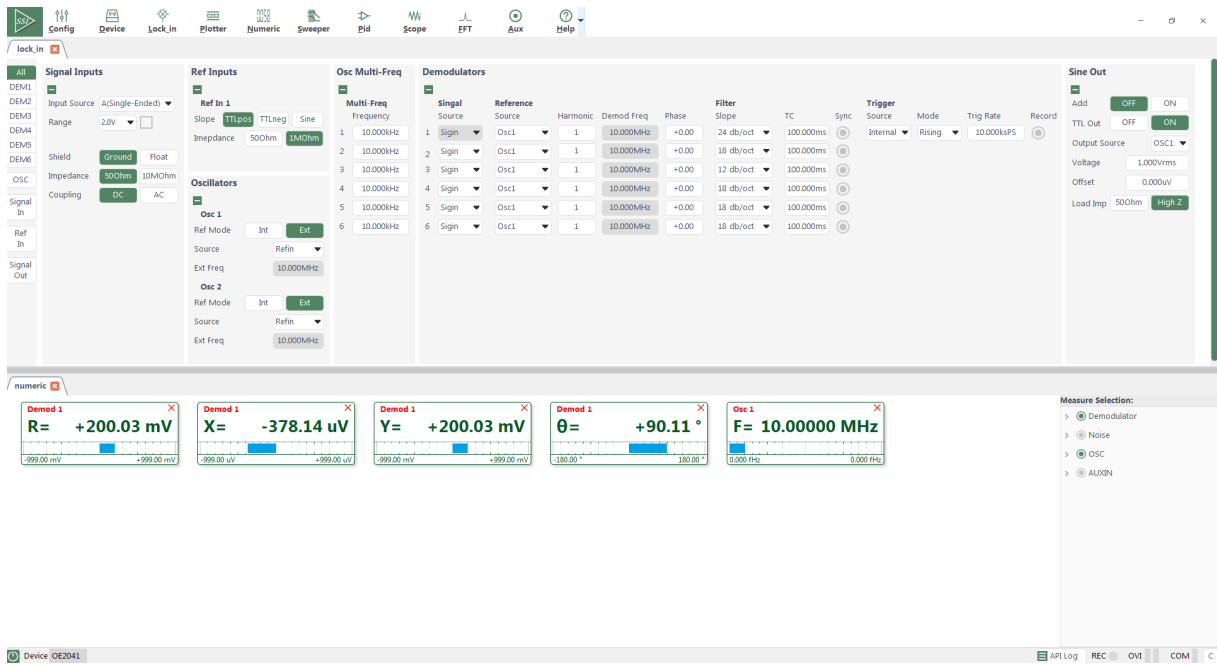 SSI Config Device Lock_in Plotter Numeric Sweeper Pid Scope FFT Aux Help
lock_in
All
DEM1
DEM2
DEM3
DEM4
DEM5
DEM6
OSC
Signal
In
Ref
In
Signal
Out
Signal Inputs
Input Source A(Single-Ended)
Range 2.0V
Shield Ground Float
Impedance 50Ohm 10MOhm
Coupling DC AC
Ref Inputs
Ref In 1
Slope TTLpos TTLneg Sine
Imepdance 50Ohm 1MOhm
Oscillators
Osc 1
Ref Mode Int Ext
Source Refin
Ext Freq 10.000MHz
Osc 2
Ref Mode Int Ext
Source Refin
Ext Freq 10.000MHz
Osc Multi-Freq
Multi-Freq
Frequency
1 10.000kHz
2 10.000kHz
3 10.000kHz
4 10.000kHz
5 10.000kHz
6 10.000kHz
Demodulators
Singal Reference Filter Trigger
Source Source Harmonic Demod Freq Phase Slope TC Sync Source Mode Trig Rate Record
1 Sigin Osc1 1 10.000MHz +0.00 24 db/oct 100.000ms Internal Rising 10.000kSPS
2 Sigin Osc1 1 10.000MHz +0.00 18 db/oct 100.000ms
3 Sigin Osc1 1 10.000MHz +0.00 12 db/oct 100.000ms
4 Sigin Osc1 1 10.000MHz +0.00 18 db/oct 100.000ms
5 Sigin Osc1 1 10.000MHz +0.00 18 db/oct 100.000ms
6 Sigin Osc1 1 10.000MHz +0.00 18 db/oct 100.000ms
Sine Out
Add OFF ON
TTL Out OFF ON
Output Source OSC1
Voltage 1.000Vrms
Offset 0.000uV
Load Imp 50Ohm High Z
numeric
Demod 1
R= +200.03 mV
-999.00 mV +999.00 mV
Demod 1
X= -378.14 uV
-999.00 uV +999.00 uV
Demod 1
Y= +200.03 mV
-999.00 mV +999.00 mV
Demod 1
θ= +90.11 °
-180.00 ° 180.00 °
Osc 1
F= 10.00000 MHz
0.000 fHz 0.000 fHz
Measure Selection:
Demodulator
Noise
OSC
AUXIN
Device OE2041 API Log REC OVI COM C